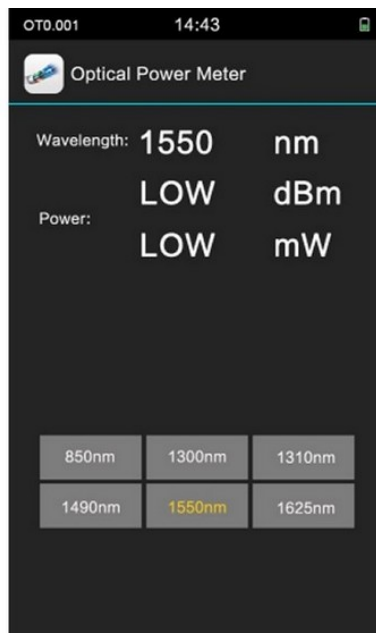 OT0.001 14:43
Optical Power Meter
Wavelength: 1550 nm
LOW dBm
Power:
LOW mW
850nm 1300nm 1310nm
1490nm 1550nm 1625nm